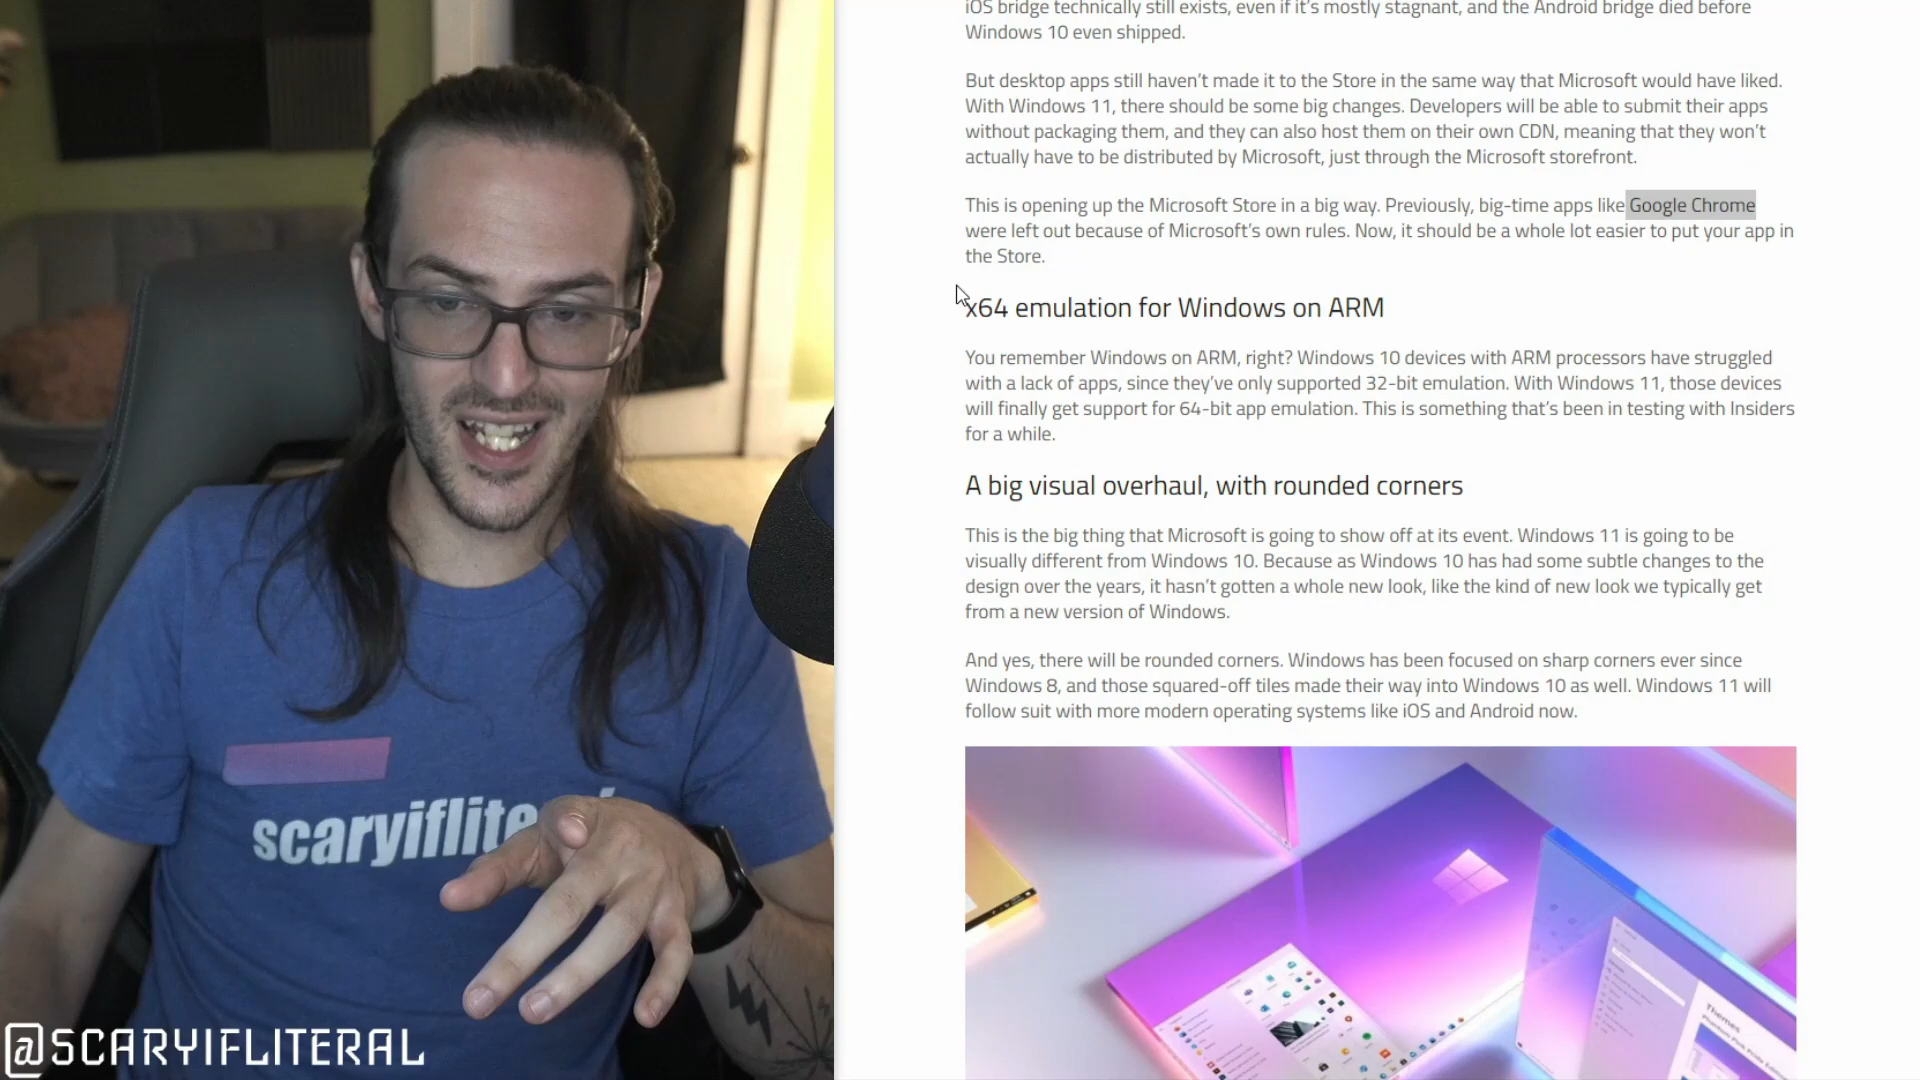 iOS bridge technically still exists, even if it's mostly stagnant, and the Android bridge died before
Windows 10 even shipped.
But desktop apps still haven't made it to the Store in the same way that Microsoft would have liked.
With Windows 11, there should be some big changes. Developers will be able to submit their apps
without packaging them, and they can also host them on their own CDN, meaning that they won't
actually have to be distributed by Microsoft, just through the Microsoft storefront.
This is opening up the Microsoft Store in a big way. Previously, big-time apps like Google Chrome
were left out because of Microsoft's own rules. Now, it should be a whole lot easier to put your app in
the Store.
x64 emulation for Windows on ARM
You remember Windows on ARM, right? Windows 10 devices with ARM processors have struggled
with a lack of apps, since they've only supported 32-bit emulation. With Windows 11, those devices
will finally get support for 64-bit app emulation. This is something that's been in testing with Insiders
for a while.
A big visual overhaul, with rounded corners
This is the big thing that Microsoft is going to show off at its event. Windows 11 is going to be
visually different from Windows 10. Because as Windows 10 has had some subtle changes to the
design over the years, it hasn't gotten a whole new look, like the kind of new look we typically get
from a new version of Windows.
And yes, there will be rounded corners. Windows has been focused on sharp corners ever since
Windows 8, and those squared-off tiles made their way into Windows 10 as well. Windows 11 will
follow suit with more modern operating systems like iOS and Android now.
Themes
scaryiflite
@SCARYIFLITERAL